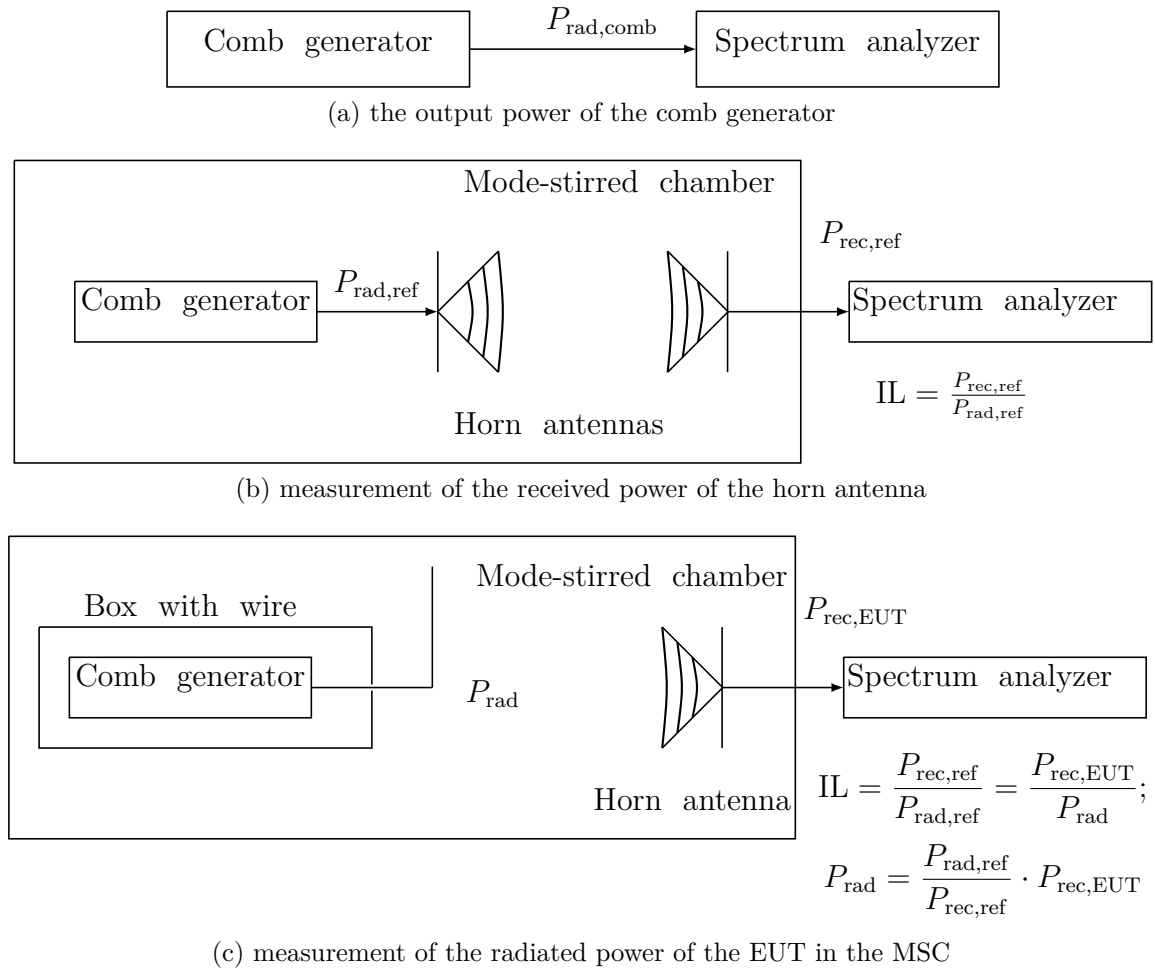 Comb generator
P_rad,comb
Spectrum analyzer
(a) the output power of the comb generator
Mode-stirred chamber
P_rec,ref
Comb generator
P_rad,ref
Spectrum analyzer
IL = P_rec,ref / P_rad,ref
Horn antennas
(b) measurement of the received power of the horn antenna
Mode-stirred chamber
Box with wire
P_rec,EUT
Comb generator
P_rad
Spectrum analyzer
Horn antenna
IL = P_rec,ref / P_rad,ref = P_rec,EUT / P_rad ;
P_rad = P_rad,ref / P_rec,ref · P_rec,EUT
(c) measurement of the radiated power of the EUT in the MSC